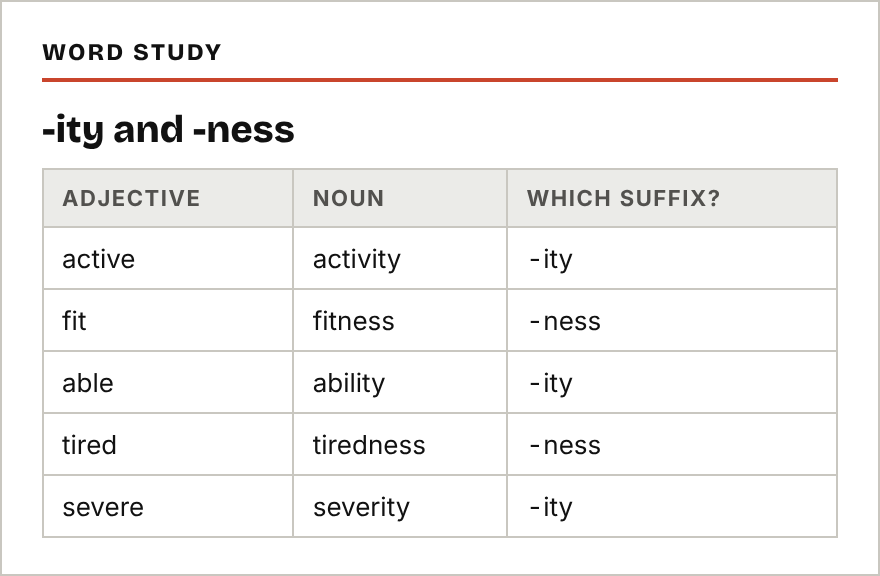 WORD STUDY
-ity and -ness
ADJECTIVE NOUN WHICH SUFFIX?
active activity -ity
fit fitness -ness
able ability -ity
tired tiredness -ness
severe severity -ity